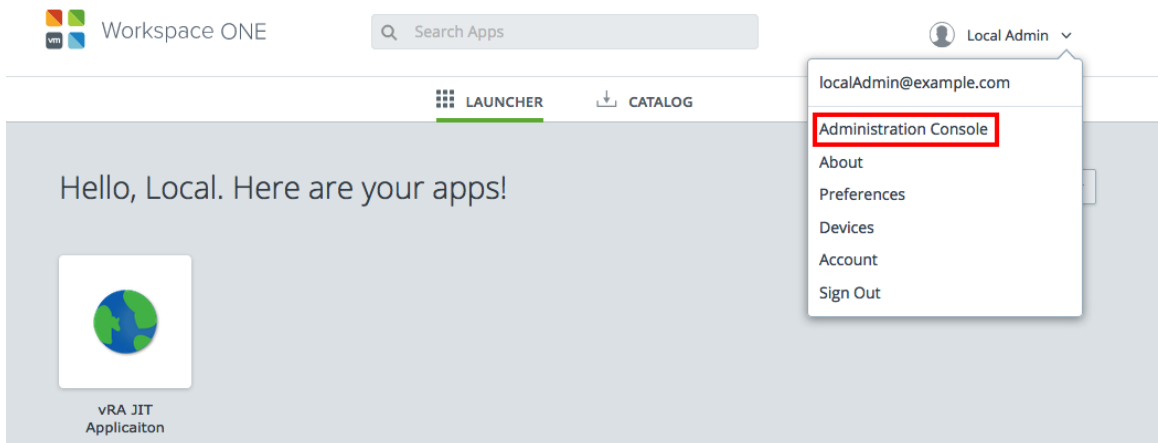 vm
Workspace ONE
Search Apps
Local Admin
localAdmin@example.com
Administration Console
About
Preferences
Devices
Account
Sign Out
LAUNCHER
CATALOG
Hello, Local. Here are your apps!
vRA JIT
Applicaiton